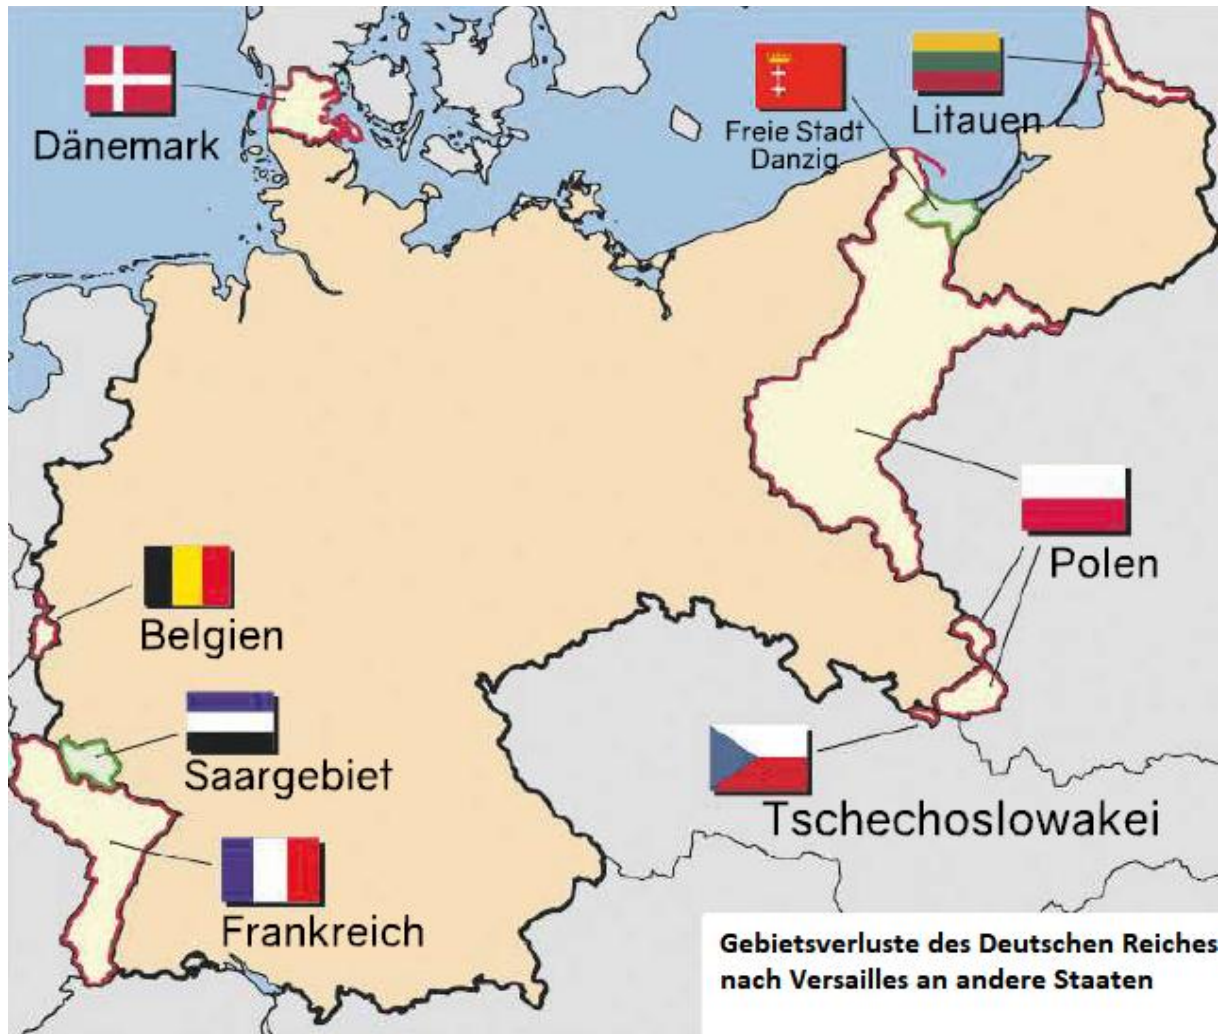 Dänemark
Freie Stadt
Danzig
Litauen
Polen
Belgien
Saargebiet
Tschechoslowakei
Frankreich
Gebietsverluste des Deutschen Reiches
nach Versailles an andere Staaten